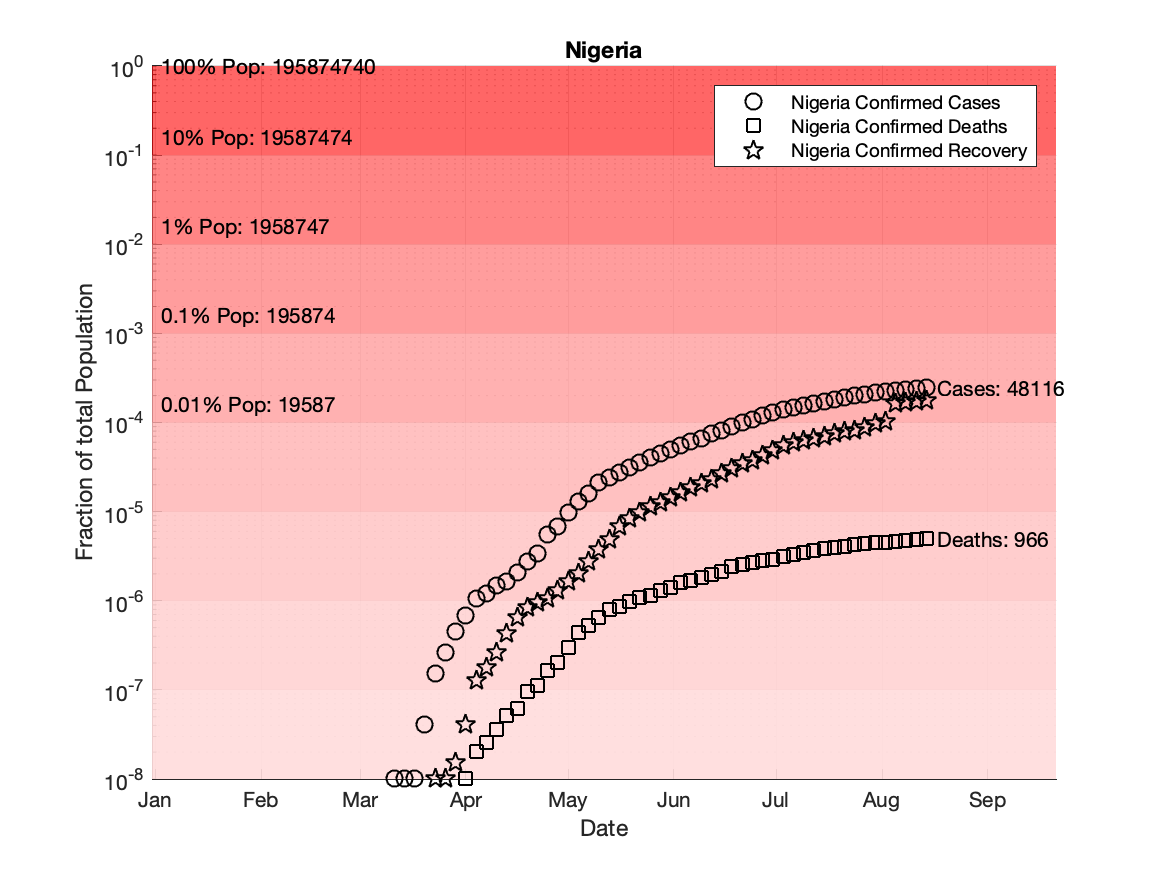 Nigeria
10^0
100% Pop: 195874740
Nigeria Confirmed Cases
Nigeria Confirmed Deaths
Nigeria Confirmed Recovery
10% Pop: 19587474
10^-1
1% Pop: 1958747
10^-2
0.1% Pop: 195874
10^-3
Cases: 48116
0.01% Pop: 19587
10^-4
10^-5
Deaths: 966
10^-6
10^-7
10^-8
Fraction of total Population
Jan Feb Mar Apr May Jun Jul Aug Sep
Date